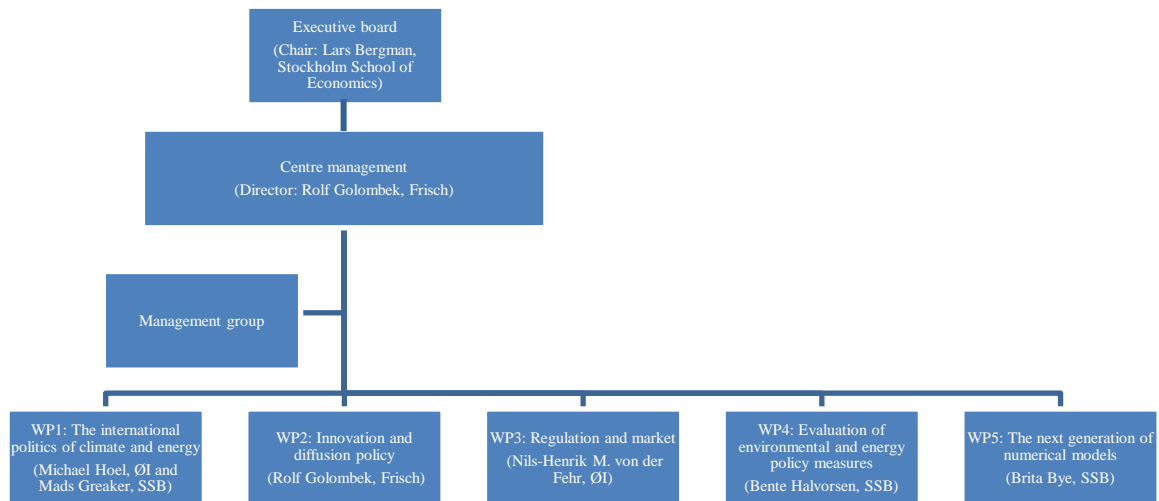 Executive board
(Chair: Lars Bergman,
Stockholm School of
Economics)
Centre management
(Director: Rolf Golombek, Frisch)
Management group
WP1: The international
politics of climate and energy
(Michael Hoel, ØI and
Mads Greaker, SSB)
WP2: Innovation and
diffusion policy
(Rolf Golombek, Frisch)
WP3: Regulation and market
(Nils-Henrik M. von der
Fehr, ØI)
WP4: Evaluation of
environmental and energy
policy measures
(Bente Halvorsen, SSB)
WP5: The next generation of
numerical models
(Brita Bye, SSB)